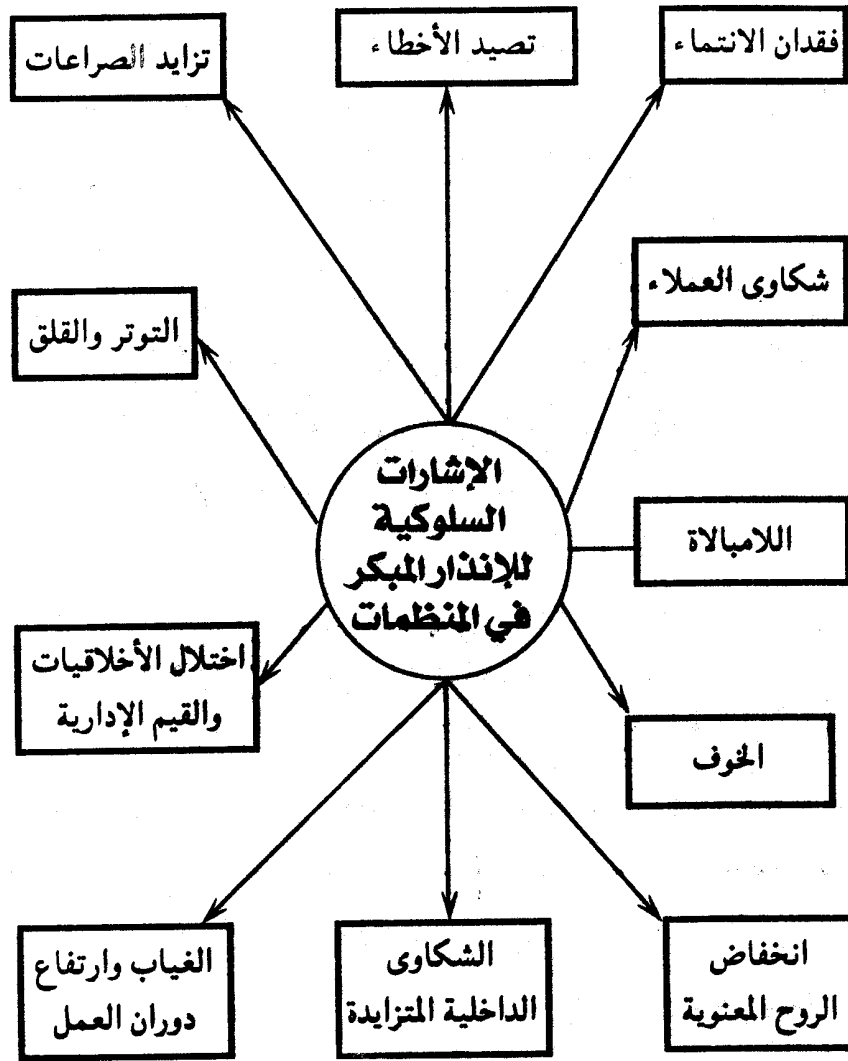 فقدان الانتماء
تصيد الأخطاء
تزايد الصراعات
شكاوى العملاء
التوتر والقلق
الإشارات
السلوكية
للإنذار المبكر
في المنظمات
اللامبالاة
اختلال الأخلاقيات
والقيم الإدارية
الخوف
انخفاض
الروح المعنوية
الشكاوى
الداخلية المتزايدة
الغياب وارتفاع
دوران العمل